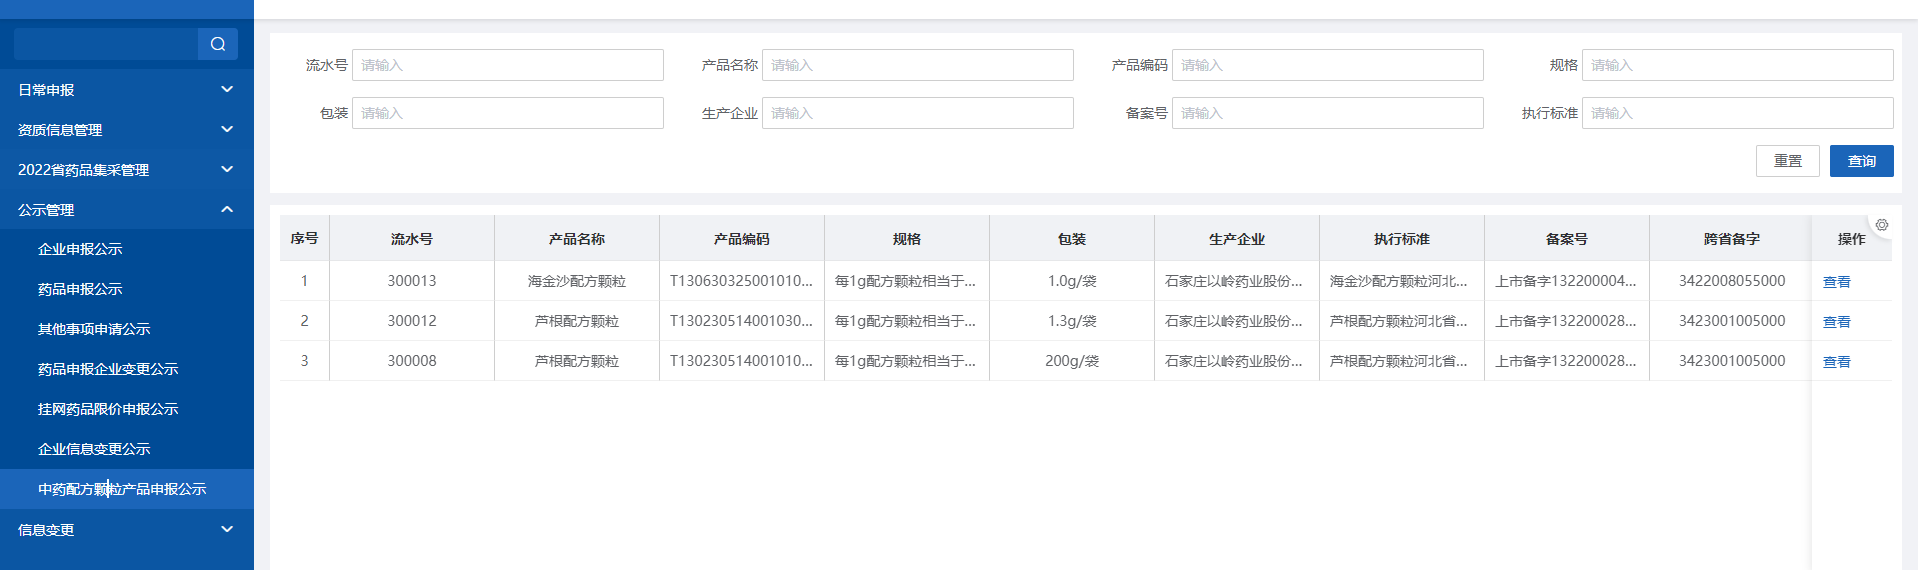 日常申报
资质信息管理
2022省药品集采管理
公示管理
企业申报公示
药品申报公示
其他事项申请公示
药品申报企业变更公示
挂网药品限价申报公示
企业信息变更公示
中药配方颗粒产品申报公示
信息变更
流水号 请输入 产品名称 请输入 产品编码 请输入 规格 请输入
包装 请输入 生产企业 请输入 备案号 请输入 执行标准 请输入
重置 查询
序号 流水号 产品名称 产品编码 规格 包装 生产企业 执行标准 备案号 跨省备字 操作
1 300013 海金沙配方颗粒 T130630325001010... 每1g配方颗粒相当于... 1.0g/袋 石家庄以岭药业股份... 海金沙配方颗粒河北... 上市备字132200004... 3422008055000 查看
2 300012 芦根配方颗粒 T130230514001030... 每1g配方颗粒相当于... 1.3g/袋 石家庄以岭药业股份... 芦根配方颗粒河北省... 上市备字132200028... 3423001005000 查看
3 300008 芦根配方颗粒 T130230514001010... 每1g配方颗粒相当于... 200g/袋 石家庄以岭药业股份... 芦根配方颗粒河北省... 上市备字132200028... 3423001005000 查看